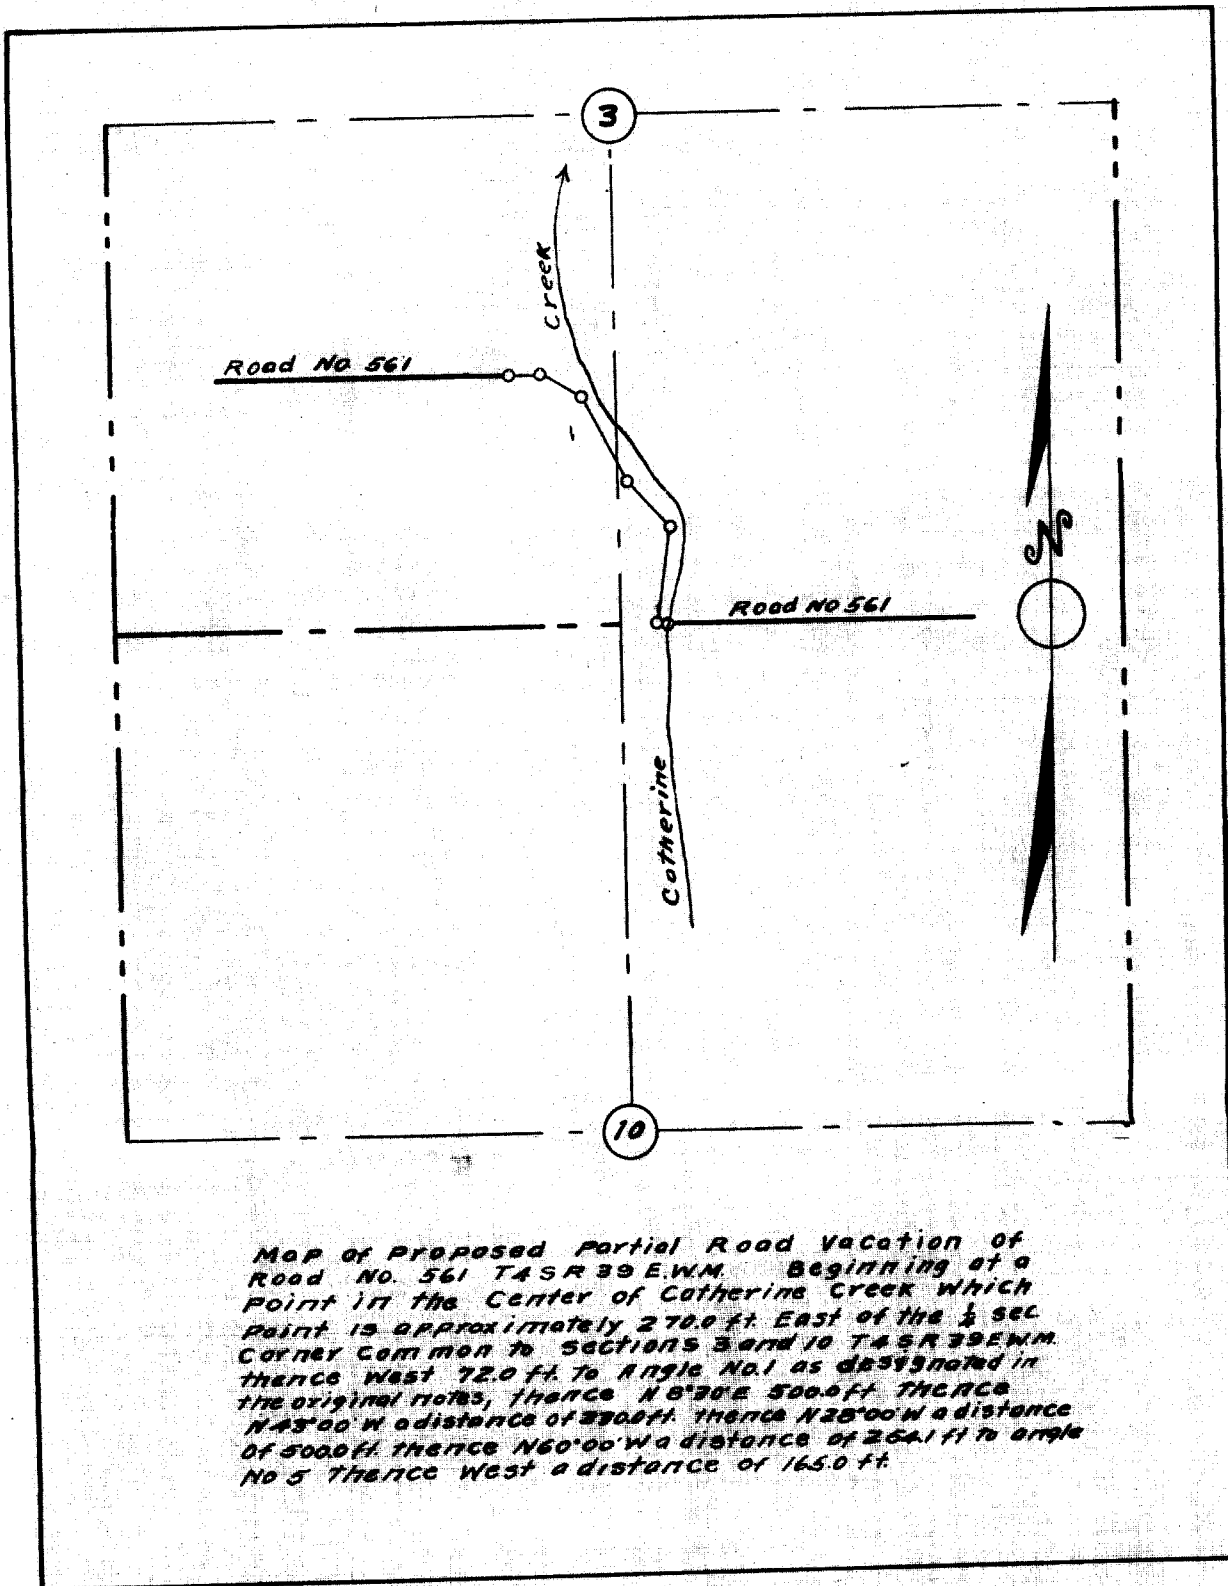 3
Creek
Road No. 561
N
Road No 561
Catherine
10
Map of Proposed Partial Road Vacation of
Road No. 561 T4S R 39 E.W.M. Beginning at a
Point in the Center of Catherine Creek Which
Point is approximately 270.0 ft. East of the ¼ sec
Corner Common to Sections 3 and 10 T4SR39E.W.M.
thence West 72.0 ft. To Angle No.1 as designated in
the original notes, thence N 8°30'E 500.0 ft Thence
N43°00'W a distance of 330.0 ft. thence N28°00'W a distance
of 500.0 ft. thence N60°00'W a distance of 254.1 ft to angle
No 5 Thence West a distance of 165.0 ft.